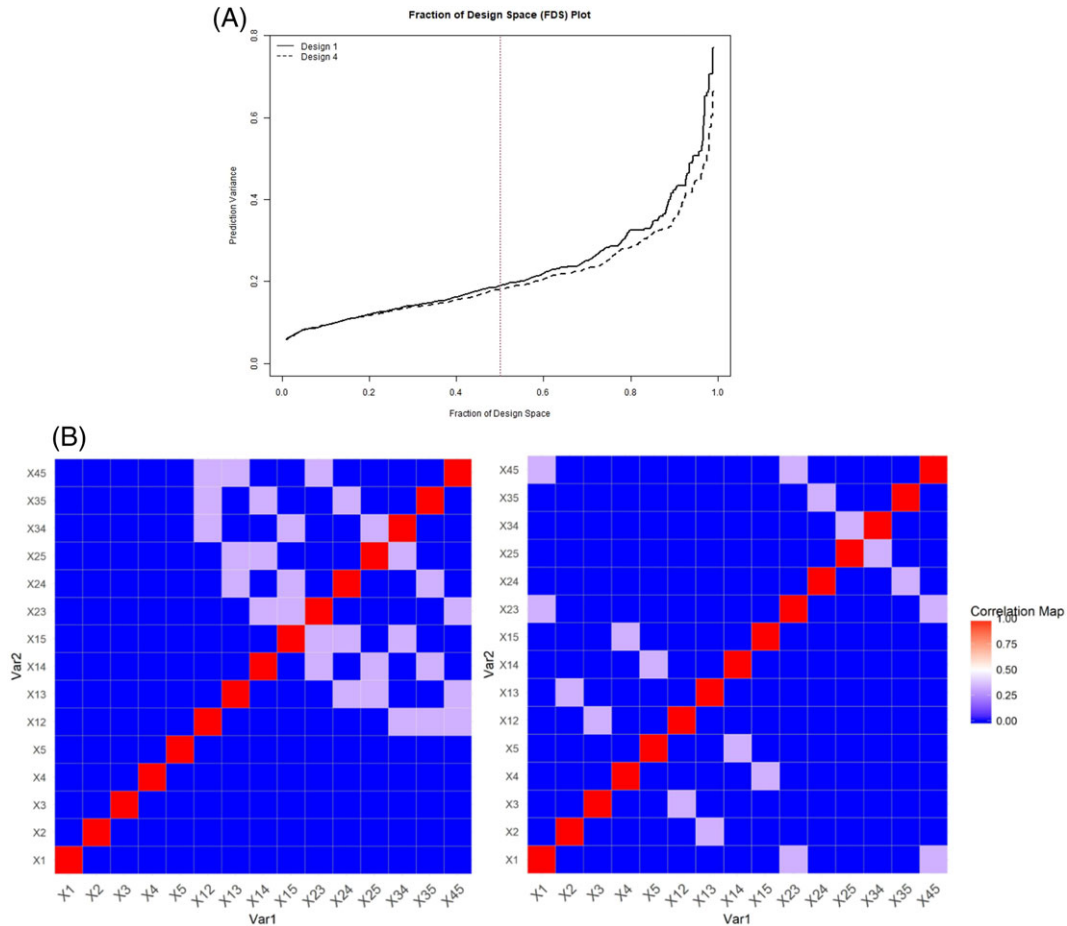 (A)
Fraction of Design Space (FDS) Plot
Design 1
Design 4
Prediction Variance
0.0
0.2
0.4
0.6
0.8
0.0 0.2 0.4 0.6 0.8 1.0
Fraction of Design Space
(B)
Var2
X45
X35
X34
X25
X24
X23
X15
X14
X13
X12
X5
X4
X3
X2
X1
X1 X2 X3 X4 X5 X12 X13 X14 X15 X23 X24 X25 X34 X35 X45
Var1
Var2
X45
X35
X34
X25
X24
X23
X15
X14
X13
X12
X5
X4
X3
X2
X1
X1 X2 X3 X4 X5 X12 X13 X14 X15 X23 X24 X25 X34 X35 X45
Var1
Correlation Map
1.00
0.75
0.50
0.25
0.00